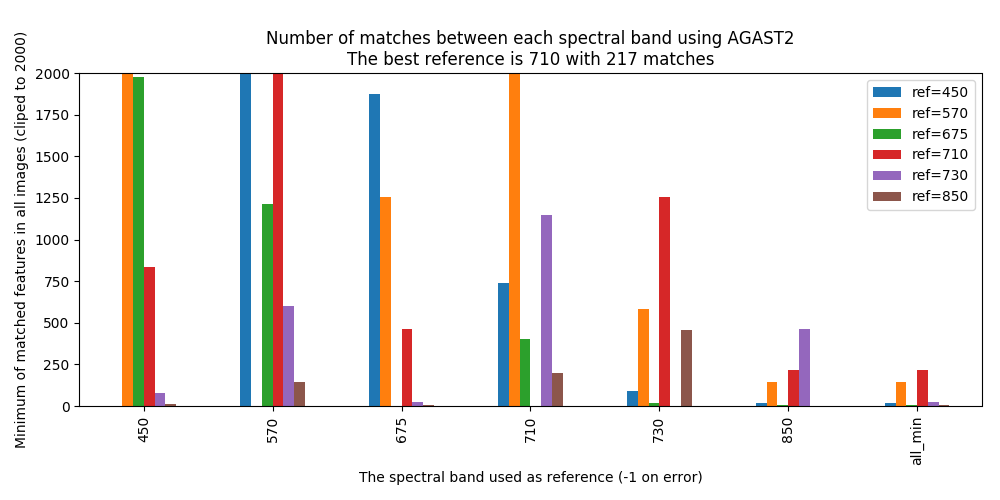 Number of matches between each spectral band using AGAST2
The best reference is 710 with 217 matches
Minimum of matched features in all images (cliped to 2000)
2000
1750
1500
1250
1000
750
500
250
0
ref=450
ref=570
ref=675
ref=710
ref=730
ref=850
450
570
675
710
730
850
all_min
The spectral band used as reference (-1 on error)